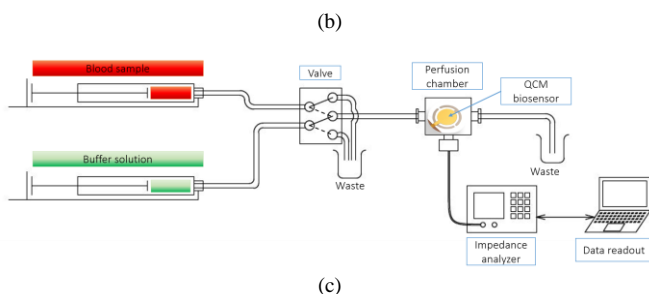 (b)
Blood sample
Valve
Perfusion
chamber
QCM
biosensor
Buffer solution
Waste
Waste
Impedance
analyzer
Data readout
(c)